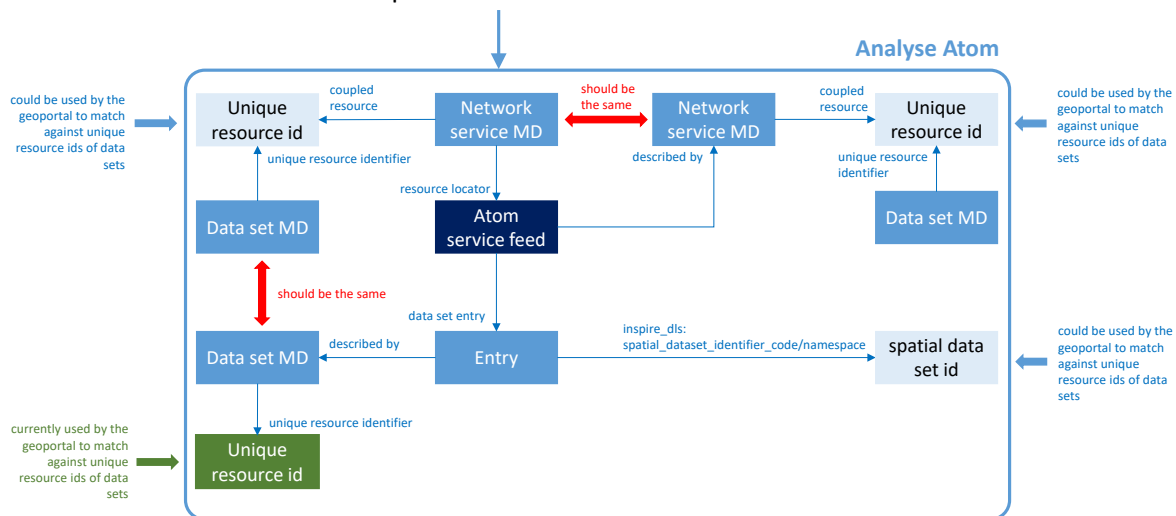 Analyse Atom
could be used by the
geoportal to match
against unique
resource ids of data
sets
Unique
resource id
coupled
resource
Network
service MD
should be
the same
Network
service MD
coupled
resource
Unique
resource id
could be used by the
geoportal to match
against unique
resource ids of data
sets
unique resource identifier
described by
unique resource
identifier
resource locator
Data set MD
Atom
service feed
Data set MD
should be the same
data set entry
inspire_dls:
spatial_dataset_identifier_code/namespace
Data set MD
described by
Entry
spatial data
set id
could be used by the
geoportal to match
against unique
resource ids of data
sets
unique resource identifier
currently used by the
geoportal to match
against unique
resource ids of data
sets
Unique
resource id